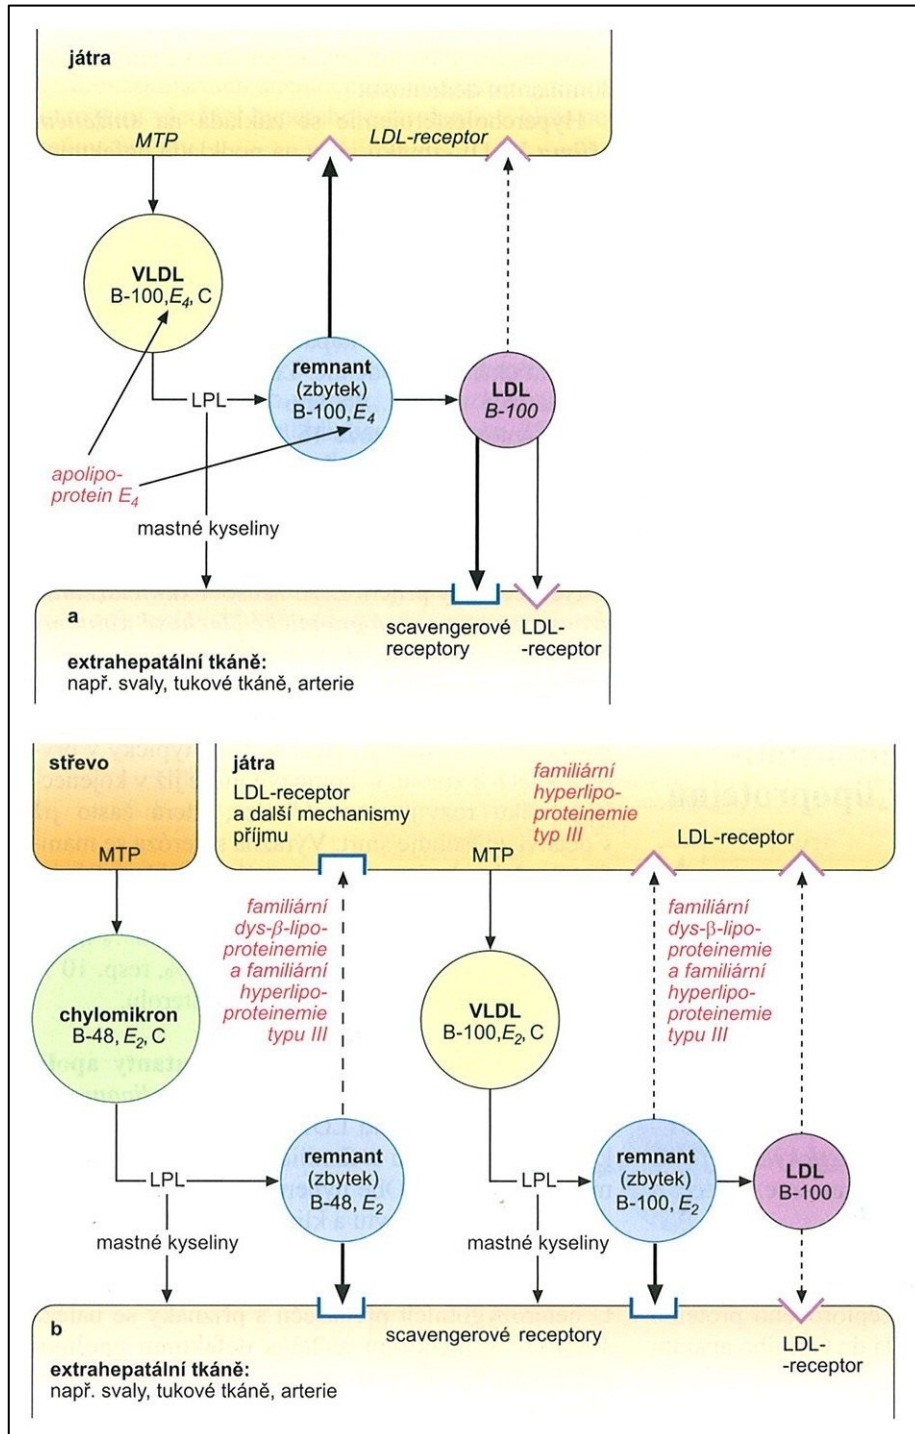 játra
MTP
LDL-receptor
VLDL
B-100, E₄, C
remnant
(zbytek)
B-100, E₄
LDL
B-100
LPL
apolipo-
protein E₄
mastné kyseliny
a
scavengerové
receptory
LDL-
-receptor
extrahepatální tkáně:
např. svaly, tukové tkáně, arterie
střevo
MTP
játra
LDL-receptor
a další mechanismy
příjmu
familiární
hyperlipo-
proteinemie
typ III
MTP
LDL-receptor
familiární
dys-β-lipo-
proteinemie
a familiární
hyperlipo-
proteinemie
typu III
familiární
dys-β-lipo-
proteinemie
a familiární
hyperlipo-
proteinemie
typu III
chylomikron
B-48, E₂, C
VLDL
B-100, E₂, C
LPL
remnant
(zbytek)
B-48, E₂
LPL
remnant
(zbytek)
B-100, E₂
LDL
B-100
mastné kyseliny
mastné kyseliny
b
scavengerové receptory
LDL-
-receptor
extrahepatální tkáně:
např. svaly, tukové tkáně, arterie